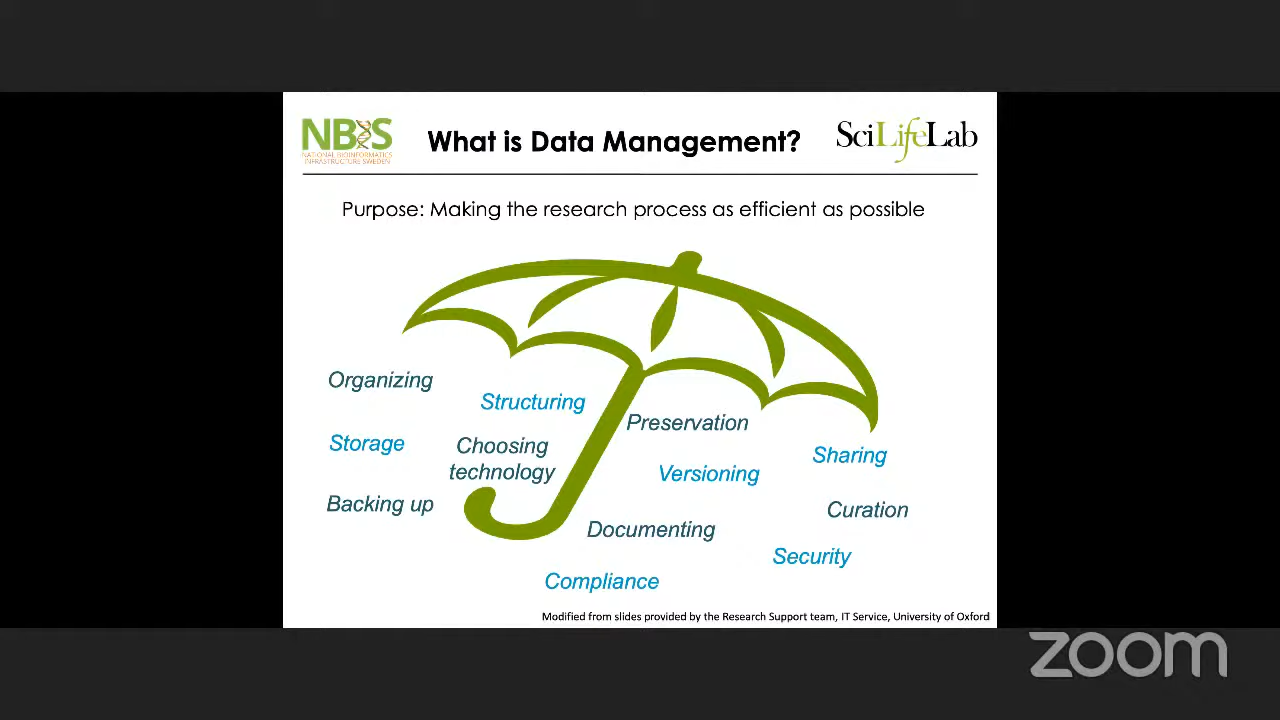 NBIS
NATIONAL BIOINFORMATICS
INFRASTRUCTURE SWEDEN
What is Data Management?
SciLifeLab
Purpose: Making the research process as efficient as possible
Organizing
Structuring
Preservation
Storage
Choosing
technology
Versioning
Sharing
Backing up
Documenting
Curation
Security
Compliance
Modified from slides provided by the Research Support team, IT Service, University of Oxford
zoom